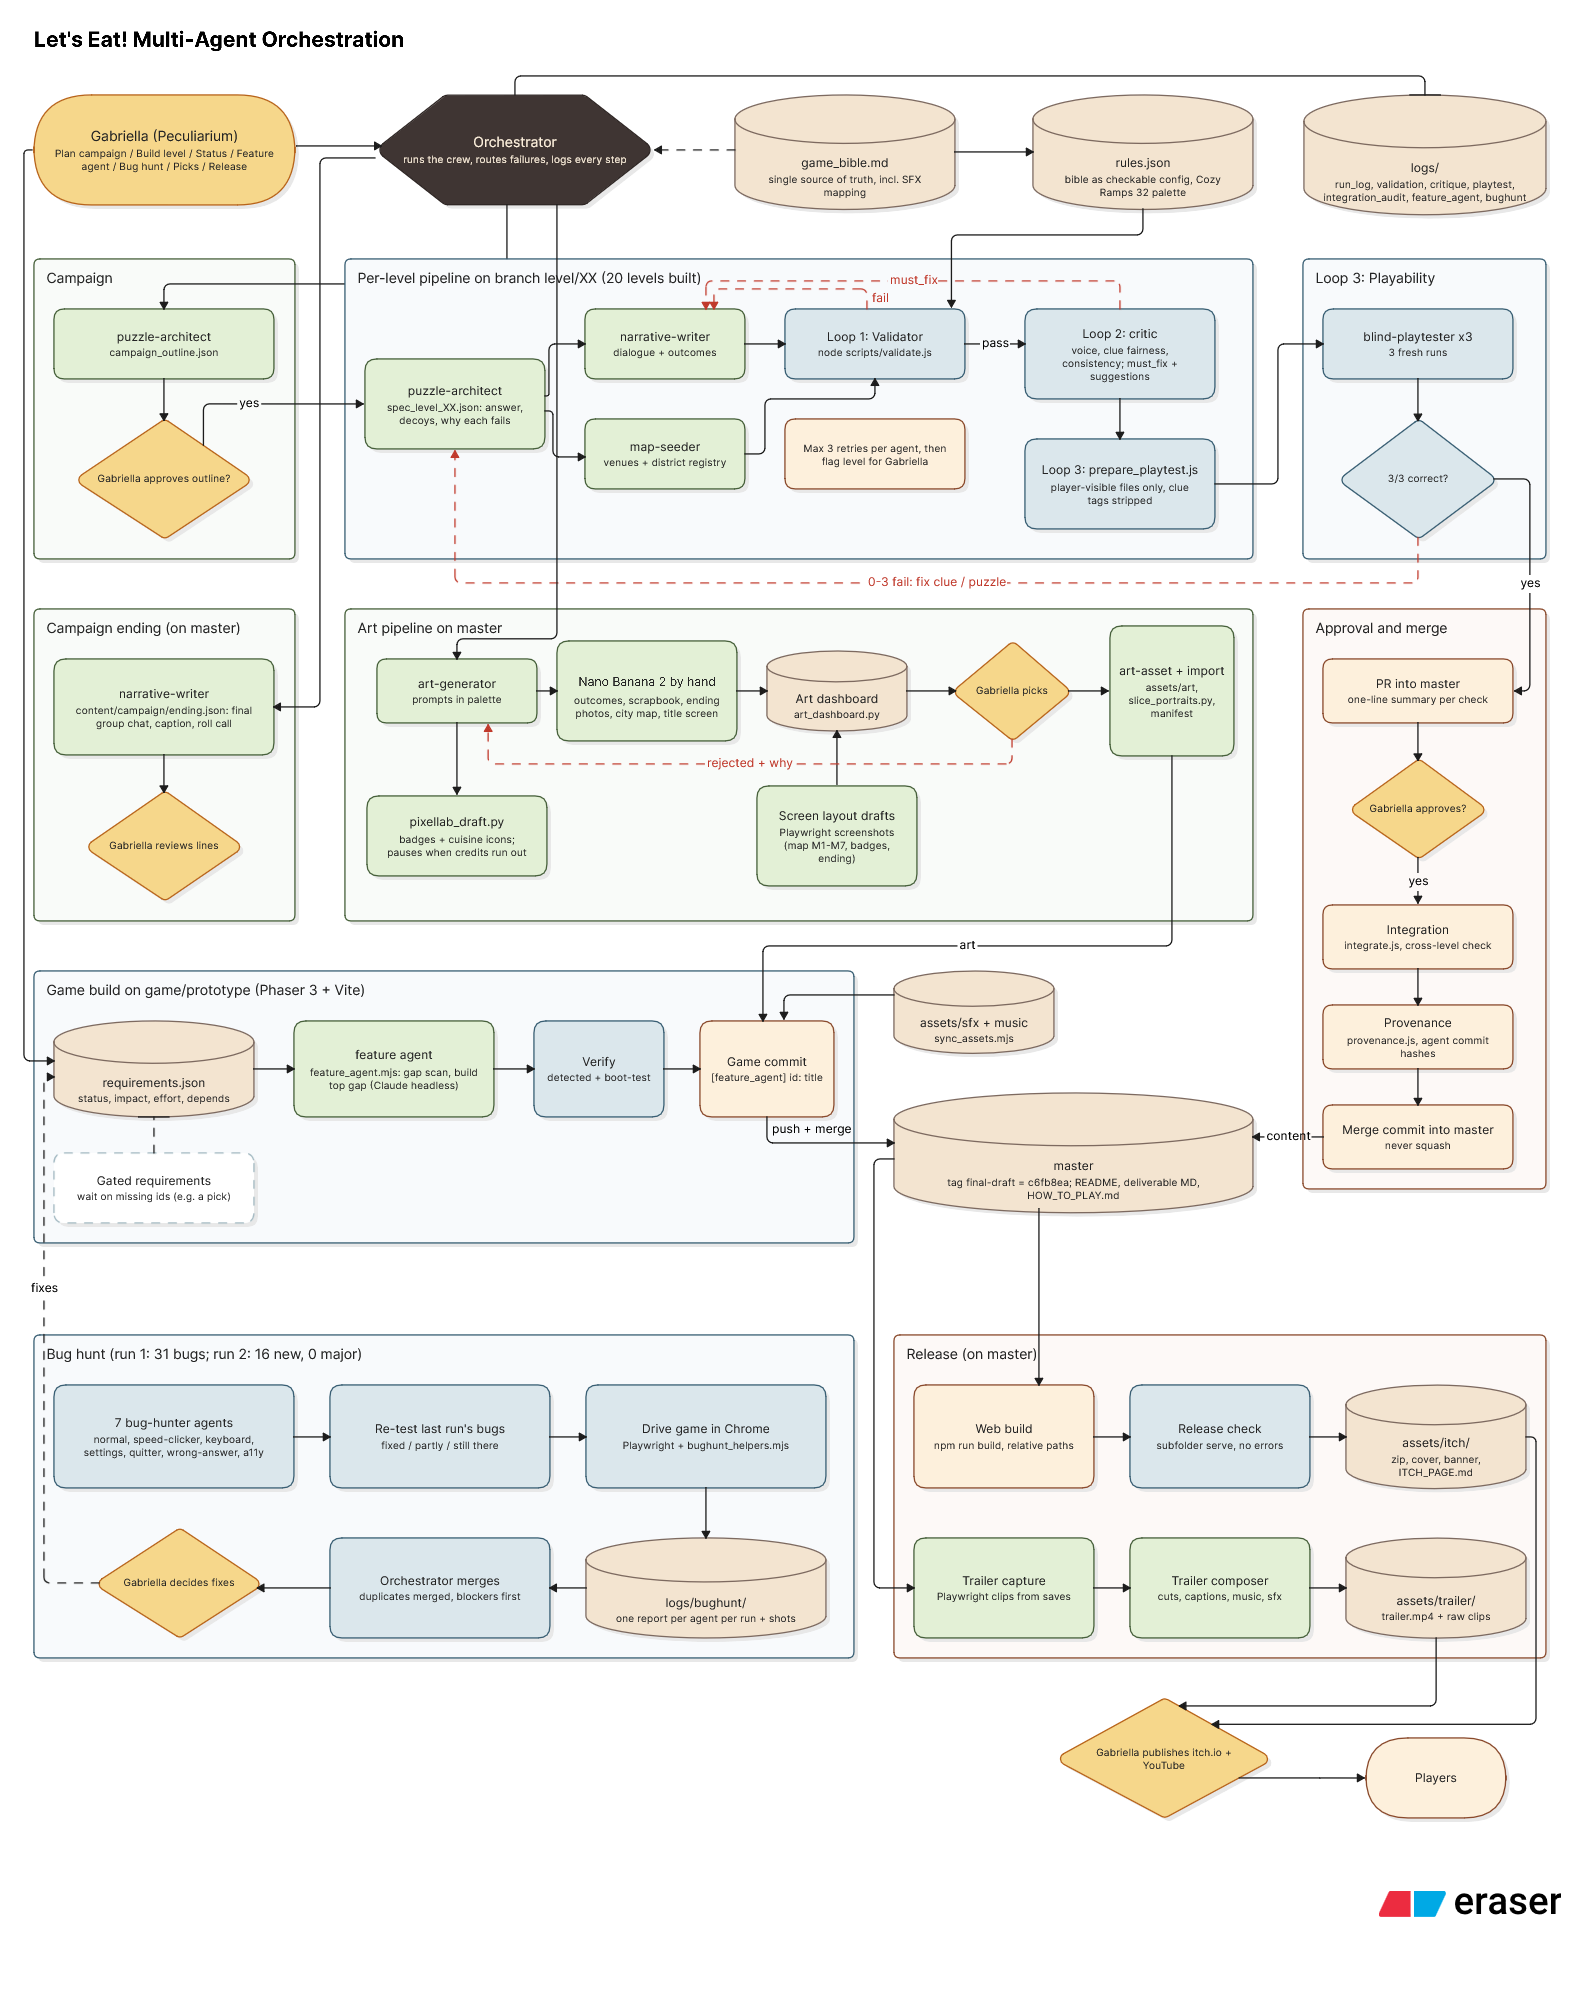 Let's Eat! Multi-Agent Orchestration
Gabriella (Peculiarium)
Plan campaign / Build level / Status / Feature
agent / Bug hunt / Picks / Release
Orchestrator
runs the crew, routes failures, logs every step
game_bible.md
single source of truth, incl. SFX
mapping
rules.json
bible as checkable config, Cozy
Ramps 32 palette
logs/
run_log, validation, critique, playtest,
integration_audit, feature_agent, bughunt
Campaign
puzzle-architect
campaign_outline.json
Gabriella approves outline?
yes
Per-level pipeline on branch level/XX (20 levels built)
must_fix
fail
puzzle-architect
spec_level_XX.json: answer,
decoys, why each fails
narrative-writer
dialogue + outcomes
map-seeder
venues + district registry
Loop 1: Validator
node scripts/validate.js
pass
Max 3 retries per agent, then
flag level for Gabriella
Loop 2: critic
voice, clue fairness,
consistency; must_fix +
suggestions
Loop 3: prepare_playtest.js
player-visible files only, clue
tags stripped
Loop 3: Playability
blind-playtester x3
3 fresh runs
3/3 correct?
0-3 fail: fix clue / puzzle
yes
Campaign ending (on master)
narrative-writer
content/campaign/ending.json: final
group chat, caption, roll call
Gabriella reviews lines
Art pipeline on master
art-generator
prompts in palette
Nano Banana 2 by hand
outcomes, scrapbook, ending
photos, city map, title screen
Art dashboard
art_dashboard.py
Gabriella picks
art-asset + import
assets/art,
slice_portraits.py,
manifest
rejected + why
pixellab_draft.py
badges + cuisine icons;
pauses when credits run out
Screen layout drafts
Playwright screenshots
(map M1-M7, badges,
ending)
art
Approval and merge
PR into master
one-line summary per check
Gabriella approves?
yes
Integration
integrate.js, cross-level check
Provenance
provenance.js, agent commit
hashes
Merge commit into master
never squash
content
Game build on game/prototype (Phaser 3 + Vite)
requirements.json
status, impact, effort, depends
feature agent
feature_agent.mjs: gap scan, build
top gap (Claude headless)
Verify
detected + boot-test
Game commit
[feature_agent] id: title
assets/sfx + music
sync_assets.mjs
push + merge
Gated requirements
wait on missing ids (e.g. a pick)
master
tag final-draft = c6fb8ea; README, deliverable MD,
HOW_TO_PLAY.md
fixes
Bug hunt (run 1: 31 bugs; run 2: 16 new, 0 major)
7 bug-hunter agents
normal, speed-clicker, keyboard,
settings, quitter, wrong-answer, a11y
Re-test last run's bugs
fixed / partly / still there
Drive game in Chrome
Playwright + bughunt_helpers.mjs
Gabriella decides fixes
Orchestrator merges
duplicates merged, blockers first
logs/bughunt/
one report per agent per run + shots
Release (on master)
Web build
npm run build, relative paths
Release check
subfolder serve, no errors
assets/itch/
zip, cover, banner,
ITCH_PAGE.md
Trailer capture
Playwright clips from saves
Trailer composer
cuts, captions, music, sfx
assets/trailer/
trailer.mp4 + raw clips
Gabriella publishes itch.io +
YouTube
Players
eraser